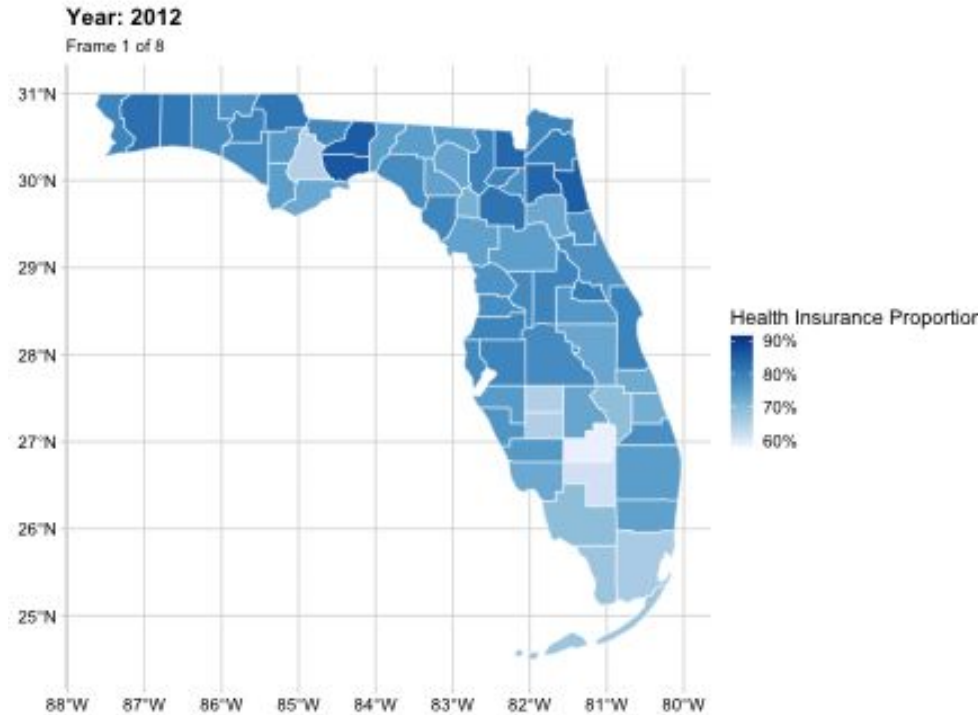 Year: 2012
Frame 1 of 8
31°N
30°N
29°N
28°N
27°N
26°N
25°N
88°W 87°W 86°W 85°W 84°W 83°W 82°W 81°W 80°W
Health Insurance Proportion
90%
80%
70%
60%